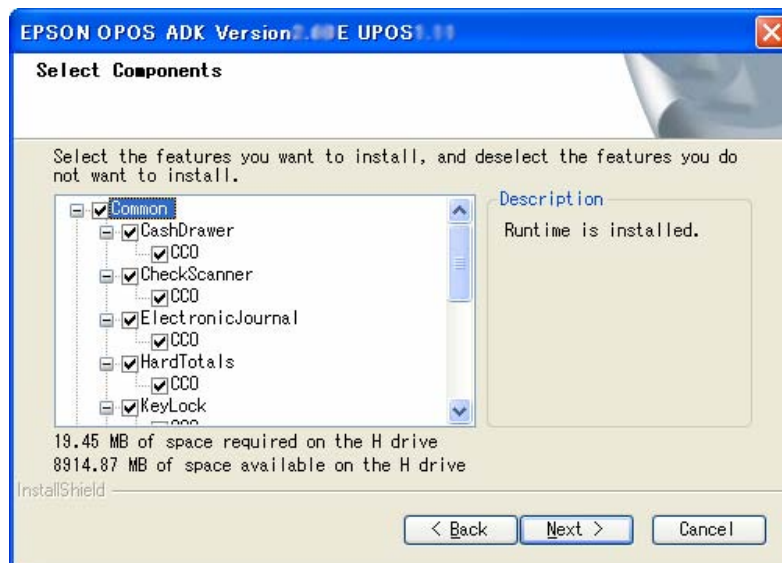 EPSON OPOS ADK Version E UPOS
Select Components
Select the features you want to install, and deselect the features you do
not want to install.
Common
CashDrawer
CCO
CheckScanner
CCO
ElectronicJournal
CCO
HardTotals
CCO
KeyLock
Description
Runtime is installed.
19.45 MB of space required on the H drive
8914.87 MB of space available on the H drive
InstallShield
< Back
Next >
Cancel